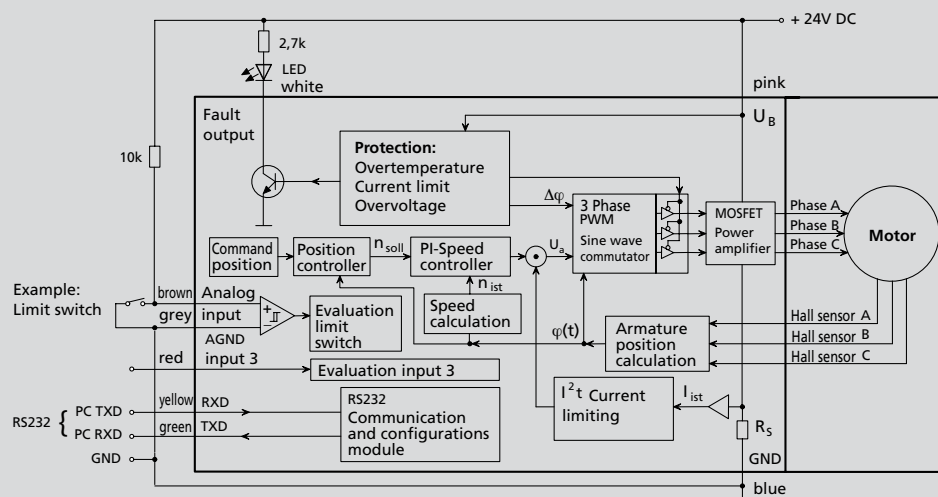 + 24V DC
2,7k
LED
white
pink
Fault
output
U_B
10k
Protection:
Overtemperature
Current limit
Overvoltage
Δφ
3 Phase
PWM
Sine wave
commutator
MOSFET
Power
amplifier
Phase A
Phase B
Phase C
Motor
Command
position
Position
controller
n_soll
PI-Speed
controller
U_a
n_ist
Example:
Limit switch
brown
Analog
grey
input
Evaluation
limit
switch
Speed
calculation
φ(t)
Armature
position
calculation
Hall sensor A
Hall sensor B
Hall sensor C
AGND
red
input 3
Evaluation input 3
I²t Current
limiting
I_ist
R_S
RS232
PC TXD
yellow
RXD
PC RXD
green
TXD
RS232
Communication
and configurations
module
GND
GND
blue